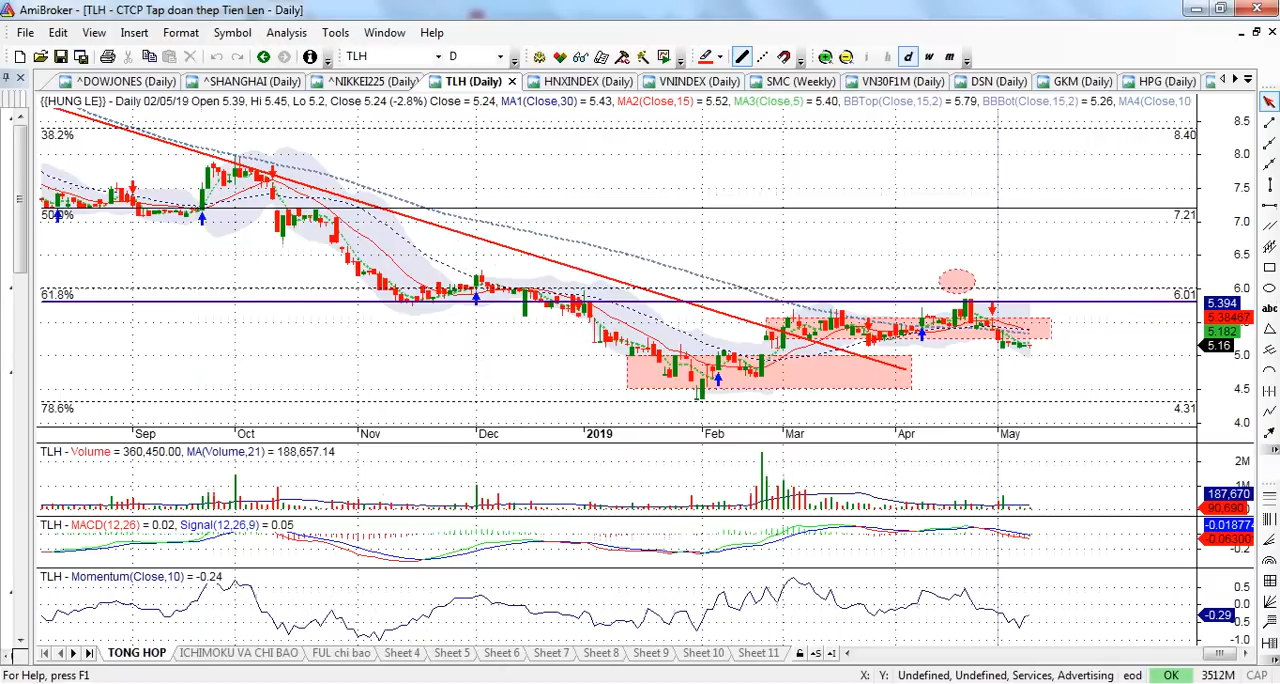 AmiBroker - [TLH - CTCP Tap doan thep Tien Len - Daily]
File Edit View Insert Format Symbol Analysis Tools Window Help
TLH D d w m
^DOWJONES (Daily) ^SHANGHAI (Daily) ^NIKKEI225 (Daily) TLH (Daily) HNXINDEX (Daily) VNINDEX (Daily) SMC (Weekly) VN30F1M (Daily) DSN (Daily) GKM (Daily) HPG (Daily)
{{HUNG LE}} - Daily 02/05/19 Open 5.39, Hi 5.45, Lo 5.2, Close 5.24 (-2.8%) Close = 5.24, MA1(Close,30) = 5.43, MA2(Close,15) = 5.52, MA3(Close,5) = 5.40, BBTop(Close,15,2) = 5.79, BBBot(Close,15,2) = 5.26, MA4(Close,10
8.5
38.2% 8.40
8.0
7.5
50.0% 7.21
7.0
abc
6.5
6.0
61.8% 6.01
5.394
5.38467
5.182
5.16
5.0
4.5
78.6% 4.31
4.0
Sep Oct Nov Dec 2019 Feb Mar Apr May
TLH - Volume = 360,450.00, MA(Volume,21) = 188,657.14
2M
1M
187,670
90,690
TLH - MACD(12,26) = 0.02, Signal(12,26,9) = 0.05
-0.01877
-0.06300
-0.2
TLH - Momentum(Close,10) = -0.24
0.5
0.0
-0.29
-0.5
-1.0
TONG HOP ICHIMOKU VA CHI BAO FUL chi bao Sheet 4 Sheet 5 Sheet 6 Sheet 7 Sheet 8 Sheet 9 Sheet 10 Sheet 11
For Help, press F1 X: Y: Undefined, Undefined, Services, Advertising eod OK 3512M CAP